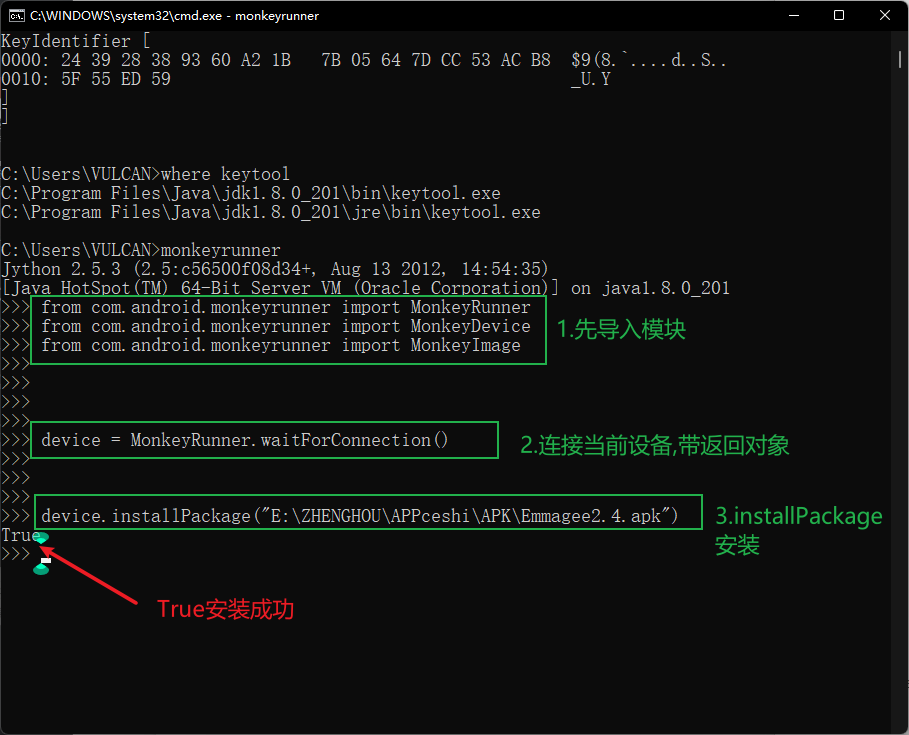 C:\WINDOWS\system32\cmd.exe - monkeyrunner
KeyIdentifier [
0000: 24 39 28 38 93 60 A2 1B   7B 05 64 7D CC 53 AC B8  $9(8.`....d..S..
0010: 5F 55 ED 59                                        _U.Y
]
]
C:\Users\VULCAN>where keytool
C:\Program Files\Java\jdk1.8.0_201\bin\keytool.exe
C:\Program Files\Java\jdk1.8.0_201\jre\bin\keytool.exe
C:\Users\VULCAN>monkeyrunner
Jython 2.5.3 (2.5:c56500f08d34+, Aug 13 2012, 14:54:35)
[Java HotSpot(TM) 64-Bit Server VM (Oracle Corporation)] on java1.8.0_201
>>> from com.android.monkeyrunner import MonkeyRunner
>>> from com.android.monkeyrunner import MonkeyDevice
>>> from com.android.monkeyrunner import MonkeyImage
1.先导入模块
>>>
>>>
>>>
>>>
>>> device = MonkeyRunner.waitForConnection()
2.连接当前设备,带返回对象
>>>
>>>
>>>
>>> device.installPackage("E:\ZHENGHOU\APPceshi\APK\Emmagee2.4.apk")
3.installPackage
安装
True
>>>
True安装成功